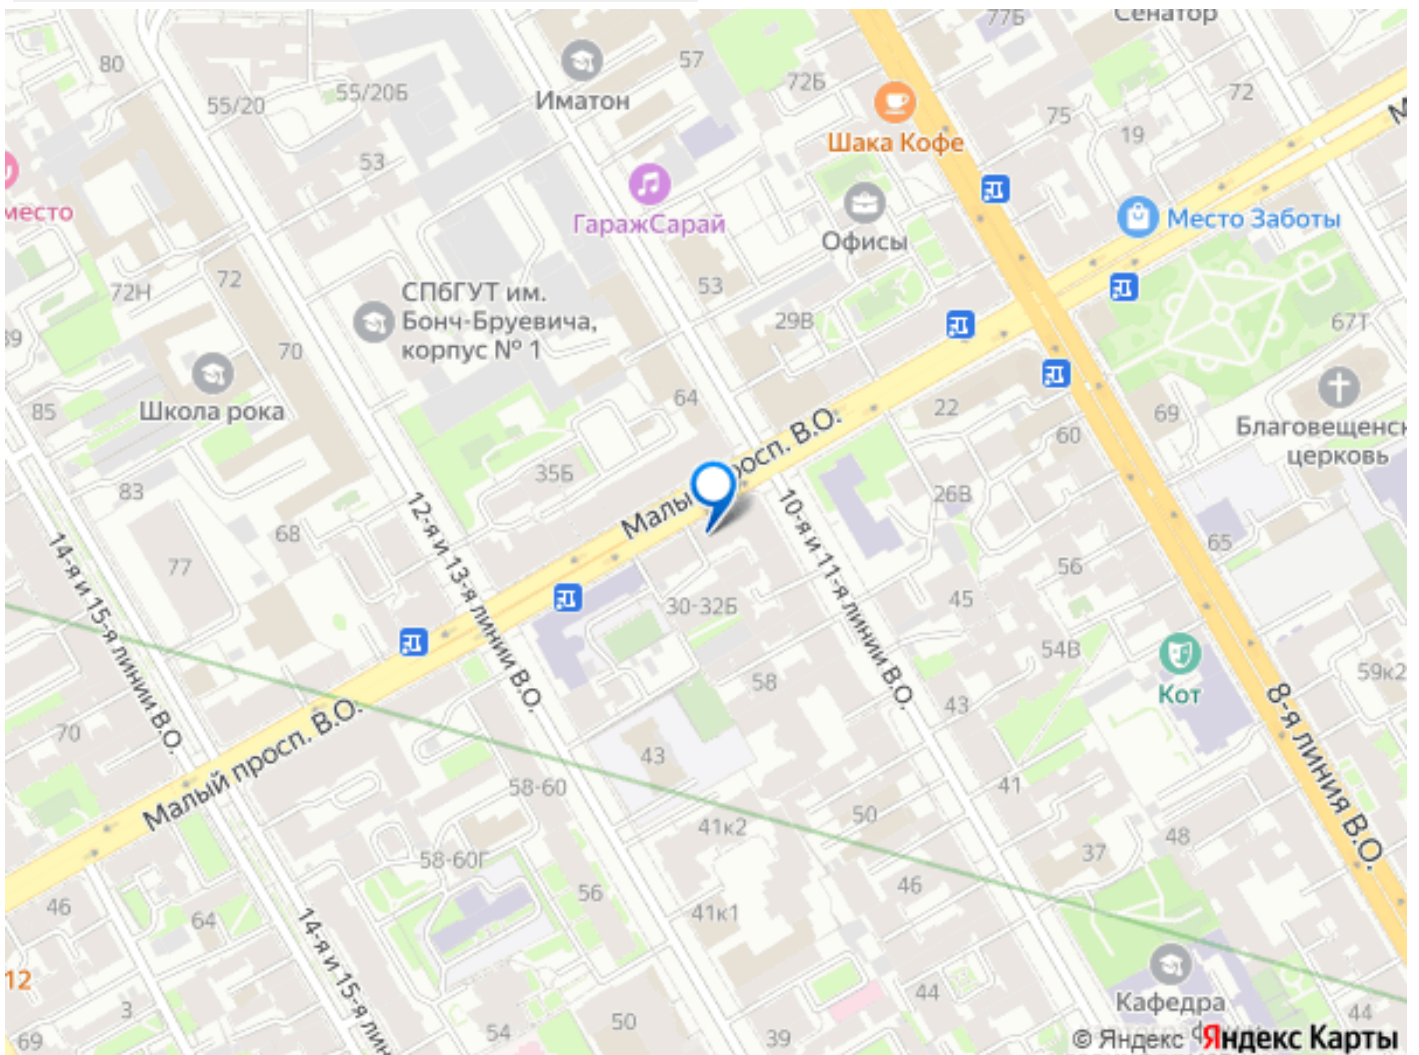 77Б
Сенатор
80
57
55/20
55/20Б
Иматон
72Б
72
75
19
Шака Кофе
53
место
ГаражСарай
Офисы
Место Заботы
72Н
72
СПбГУТ им.
Бонч-Бруевича,
корпус № 1
53
29В
67Т
70
Школа рока
85
64
22
69
60
Благовещенск
церковь
Малый просп. В.О.
35Б
83
26В
68
12-я и 13-я линии В.О.
10-я и 11-я линии В.О.
14-я и 15-я линии В.О.
77
65
56
30-32Б
45
54В
Кот
58
59к2
43
8-я линия В.О.
70
Малый просп. В.О.
43
58-60
41
50
41к2
48
37
58-60Г
46
56
46
64
41к1
14-я и 15-я лин
12
3
44
Кафедра
44
69
54
50
39
© Яндекс Яндекс Карты